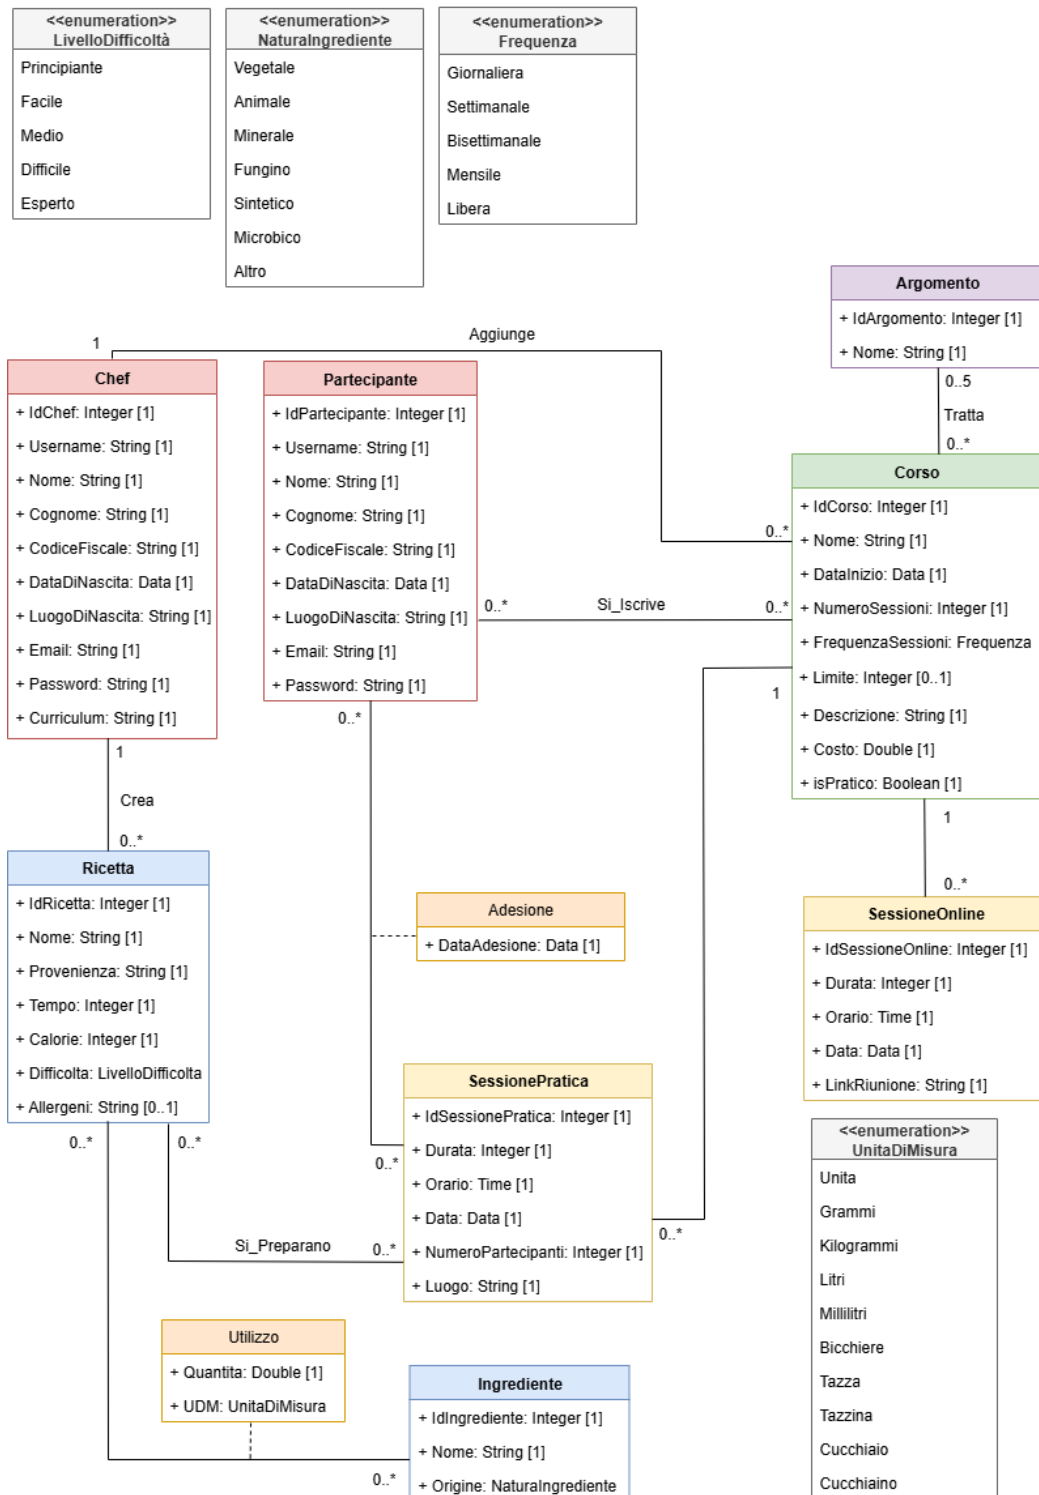 <<enumeration>>
LivelloDifficoltà
Principiante
Facile
Medio
Difficile
Esperto
<<enumeration>>
NaturaIngrediente
Vegetale
Animale
Minerale
Fungino
Sintetico
Microbico
Altro
<<enumeration>>
Frequenza
Giornaliera
Settimanale
Bisettimanale
Mensile
Libera
Argomento
+ IdArgomento: Integer [1]
+ Nome: String [1]
0..5
Tratta
0..*
Aggiunge
1
0..*
Chef
+ IdChef: Integer [1]
+ Username: String [1]
+ Nome: String [1]
+ Cognome: String [1]
+ CodiceFiscale: String [1]
+ DataDiNascita: Data [1]
+ LuogoDiNascita: String [1]
+ Email: String [1]
+ Password: String [1]
+ Curriculum: String [1]
Partecipante
+ IdPartecipante: Integer [1]
+ Username: String [1]
+ Nome: String [1]
+ Cognome: String [1]
+ CodiceFiscale: String [1]
+ DataDiNascita: Data [1]
+ LuogoDiNascita: String [1]
+ Email: String [1]
+ Password: String [1]
0..*
Si_Iscrive
0..*
Corso
+ IdCorso: Integer [1]
+ Nome: String [1]
+ DataInizio: Data [1]
+ NumeroSessioni: Integer [1]
+ FrequenzaSessioni: Frequenza
+ Limite: Integer [0..1]
+ Descrizione: String [1]
+ Costo: Double [1]
+ isPratico: Boolean [1]
1
0..*
1
0..*
1
Crea
0..*
Ricetta
+ IdRicetta: Integer [1]
+ Nome: String [1]
+ Provenienza: String [1]
+ Tempo: Integer [1]
+ Calorie: Integer [1]
+ Difficolta: LivelloDifficolta
+ Allergeni: String [0..1]
Adesione
+ DataAdesione: Data [1]
SessioneOnline
+ IdSessioneOnline: Integer [1]
+ Durata: Integer [1]
+ Orario: Time [1]
+ Data: Data [1]
+ LinkRiunione: String [1]
SessionePratica
+ IdSessionePratica: Integer [1]
+ Durata: Integer [1]
+ Orario: Time [1]
+ Data: Data [1]
+ NumeroPartecipanti: Integer [1]
+ Luogo: String [1]
0..*
0..*
0..*
0..*
Si_Preparano
0..*
0..*
Utilizzo
+ Quantita: Double [1]
+ UDM: UnitaDiMisura
0..*
Ingrediente
+ IdIngrediente: Integer [1]
+ Nome: String [1]
+ Origine: NaturaIngrediente
<<enumeration>>
UnitaDiMisura
Unita
Grammi
Kilogrammi
Litri
Millilitri
Bicchiere
Tazza
Tazzina
Cucchiaio
Cucchiaino